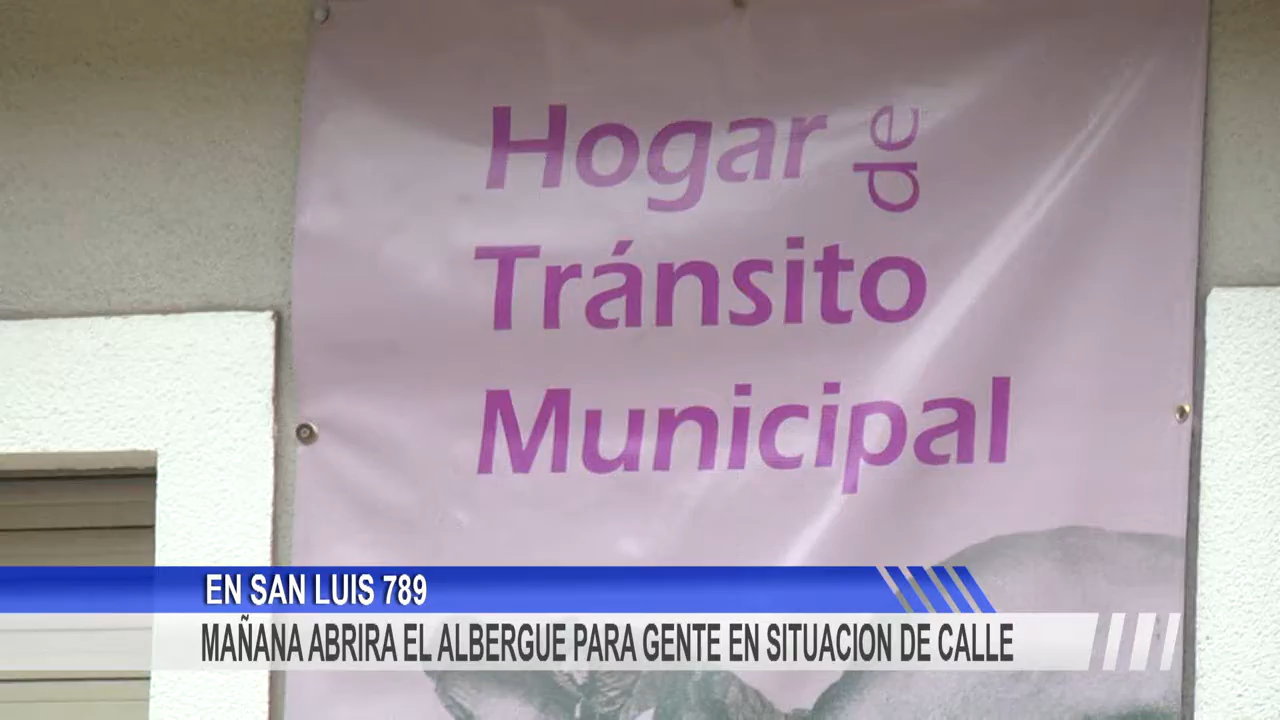 Hogar de
Tránsito
Municipal
EN SAN LUIS 789
MAÑANA ABRIRA EL ALBERGUE PARA GENTE EN SITUACION DE CALLE